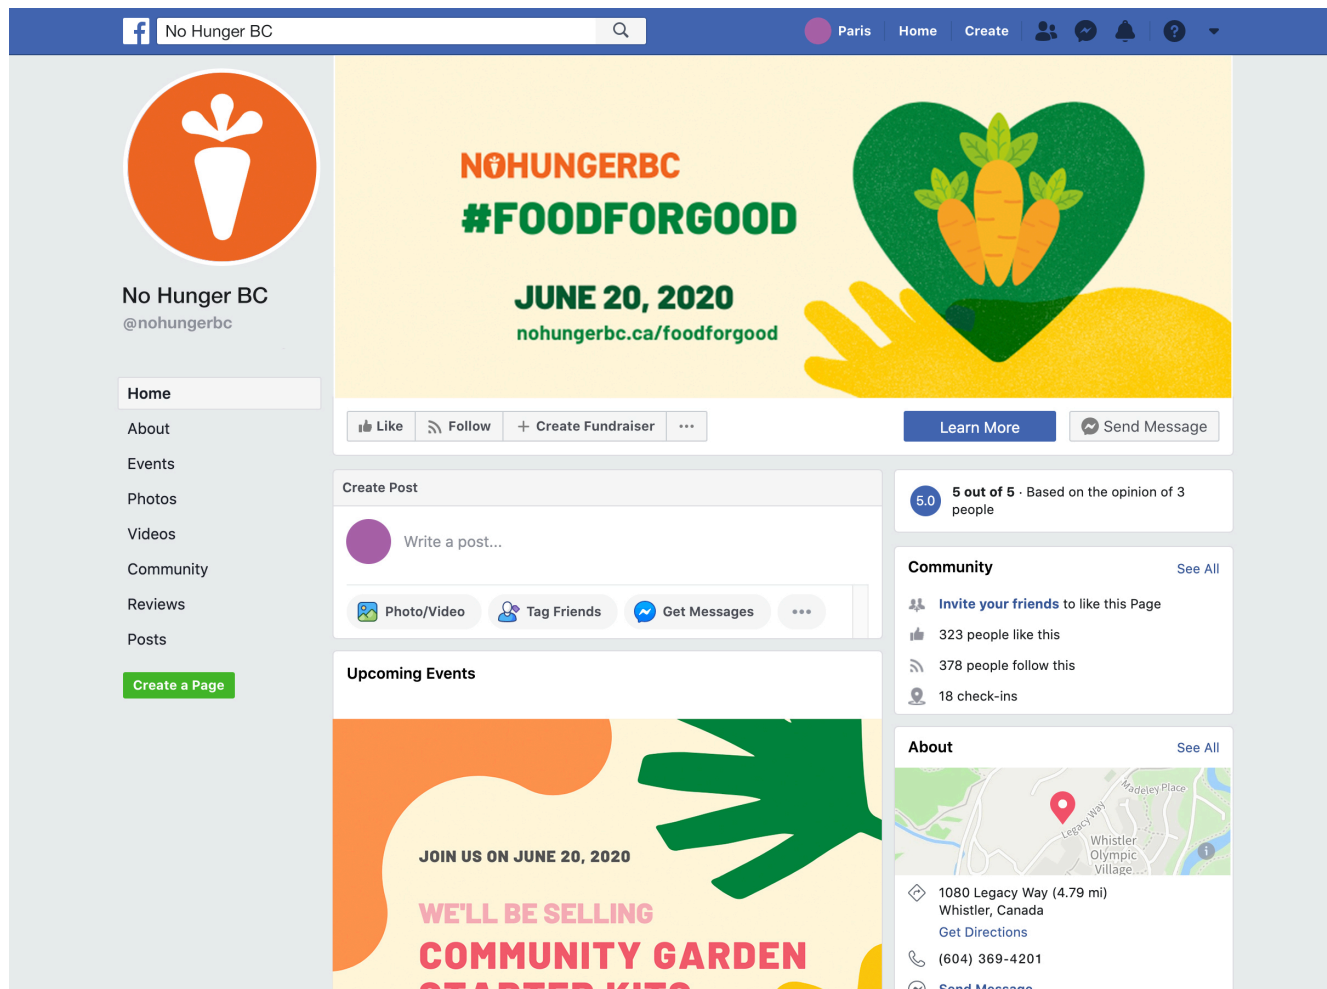 No Hunger BC
Paris
Home
Create
No Hunger BC
@nohungerbc
Home
About
Events
Photos
Videos
Community
Reviews
Posts
Create a Page
NOHUNGERBC
#FOODFORGOOD
JUNE 20, 2020
nohungerbc.ca/foodforgood
Like
Follow
+ Create Fundraiser
Learn More
Send Message
Create Post
Write a post...
Photo/Video
Tag Friends
Get Messages
Upcoming Events
JOIN US ON JUNE 20, 2020
WE'LL BE SELLING
COMMUNITY GARDEN
STARTER KITS
5.0
5 out of 5 · Based on the opinion of 3
people
Community
See All
Invite your friends to like this Page
323 people like this
378 people follow this
18 check-ins
About
See All
Madeley Place
Legacy Way
Whistler
Olympic
Village...
1080 Legacy Way (4.79 mi)
Whistler, Canada
Get Directions
(604) 369-4201
Send Message